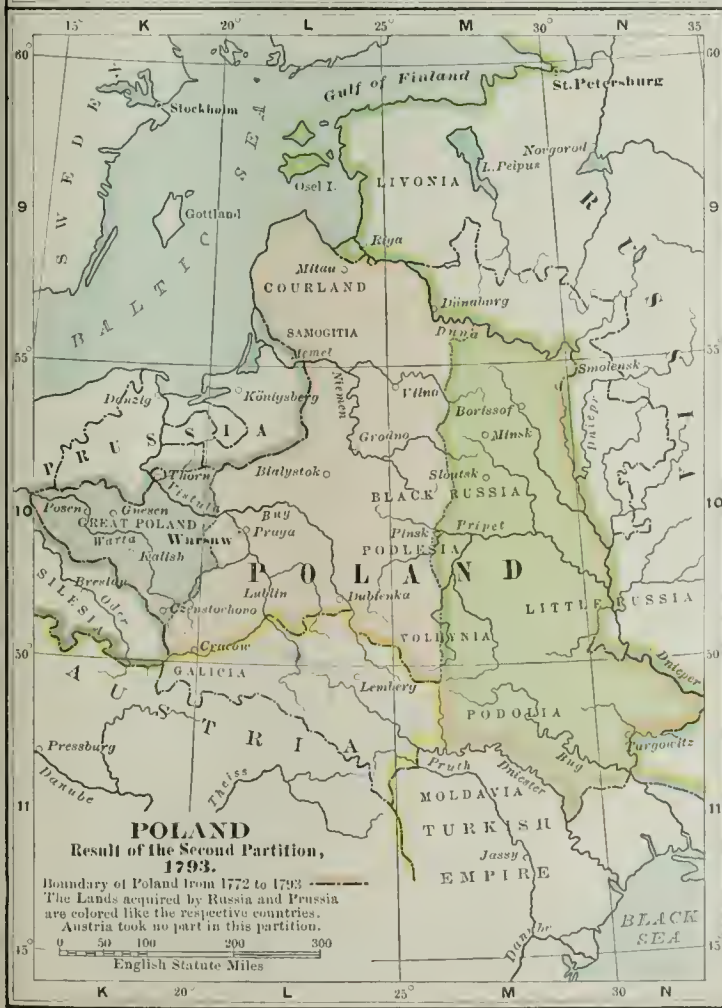 15° K 20° L 25° M 30° N 35
60° 60
Gulf of Finland
St. Petersburg
Stockholm
SWEDEN
BALTIC SEA
Novgorod
L. Peipus
Osel I.
LIVONIA
RUSSIA
9 9
Gottland
Riga
Mitau
COURLAND
Dünaburg
Duna
SAMOGITIA
Memel
55° 55
Smolensk
Danzig
Königsberg
Niemen
Vilna
Borissof
Dniepr
PRUSSIA
Grodno
Minsk
Thorn
Bialystok
Sloutsk
Vistula
BLACK RUSSIA
10 10
Posen
Gnesen
GREAT POLAND
Bug
Praga
Warta
Warsaw
Pinsk
Pripet
Kalish
PODLESIA
POLAND
Breslau
Oder
Lublin
Dubienka
SILESIA
Czenstochovo
LITTLE RUSSIA
VOLHYNIA
Cracow
50° 50
Dnieper
GALICIA
Lemberg
AUSTRIA
PODOLIA
Targowitz
Pressburg
Pruth
Dniester
Bug
Danube
Theiss
11 11
MOLDAVIA
TURKISH
EMPIRE
Jassy
Danube
BLACK
SEA
POLAND
Result of the Second Partition,
1793.
Boundary of Poland from 1772 to 1793
The Lands acquired by Russia and Prussia
are colored like the respective countries.
Austria took no part in this partition.
0 50 100 200 300
English Statute Miles
45° 45
K 20 L 25 M 30 N